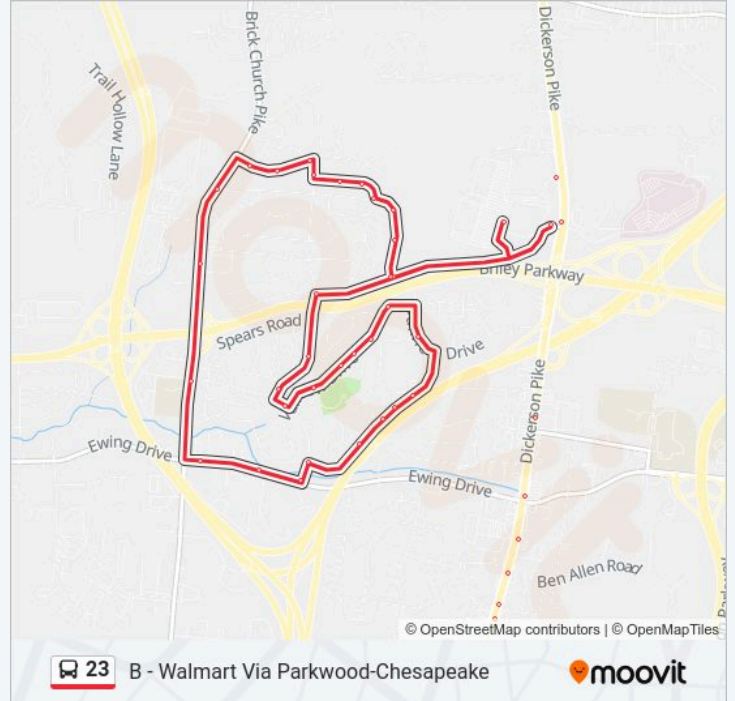 Dickerson Pike
Brick Church Pike
Trail Hollow Lane
Briley Parkway
Spears Road
Drive
Dickerson Pike
Ewing Drive
Ewing Drive
Ben Allen Road
Parkway
© OpenStreetMap contributors | © OpenMapTiles
23 B - Walmart Via Parkwood-Chesapeake
moovit